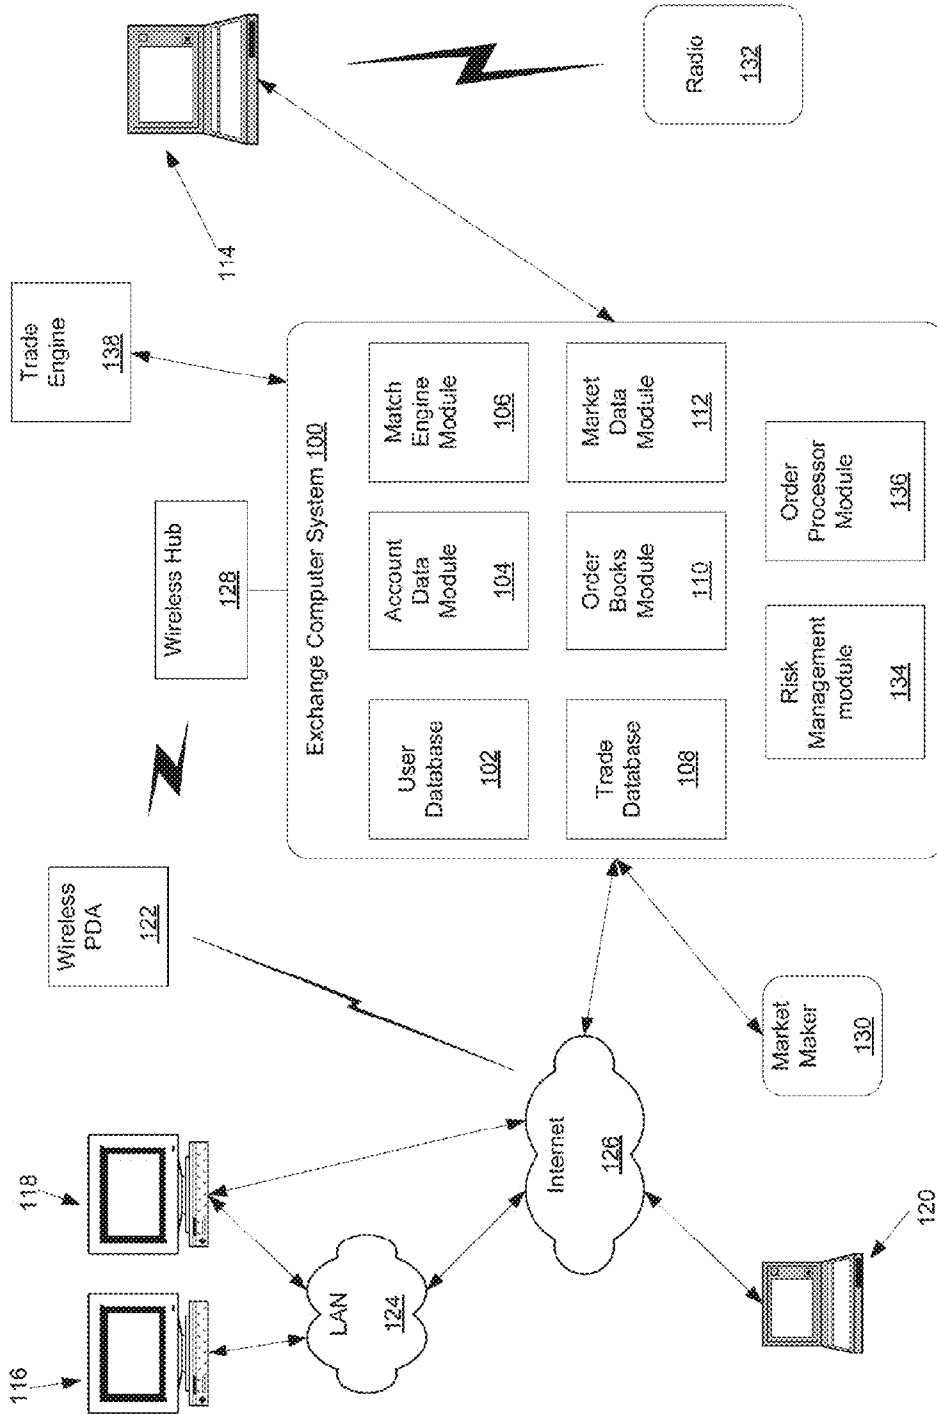 116
118
LAN
124
Internet
126
120
Wireless
PDA
122
Market
Maker
130
Wireless Hub
128
Trade
Engine
138
114
Radio
132
Exchange Computer System 100
User
Database
102
Account
Data
Module
104
Match
Engine
Module
106
Trade
Database
108
Order
Books
Module
110
Market
Data
Module
112
Risk
Management
module
134
Order
Processor
Module
136